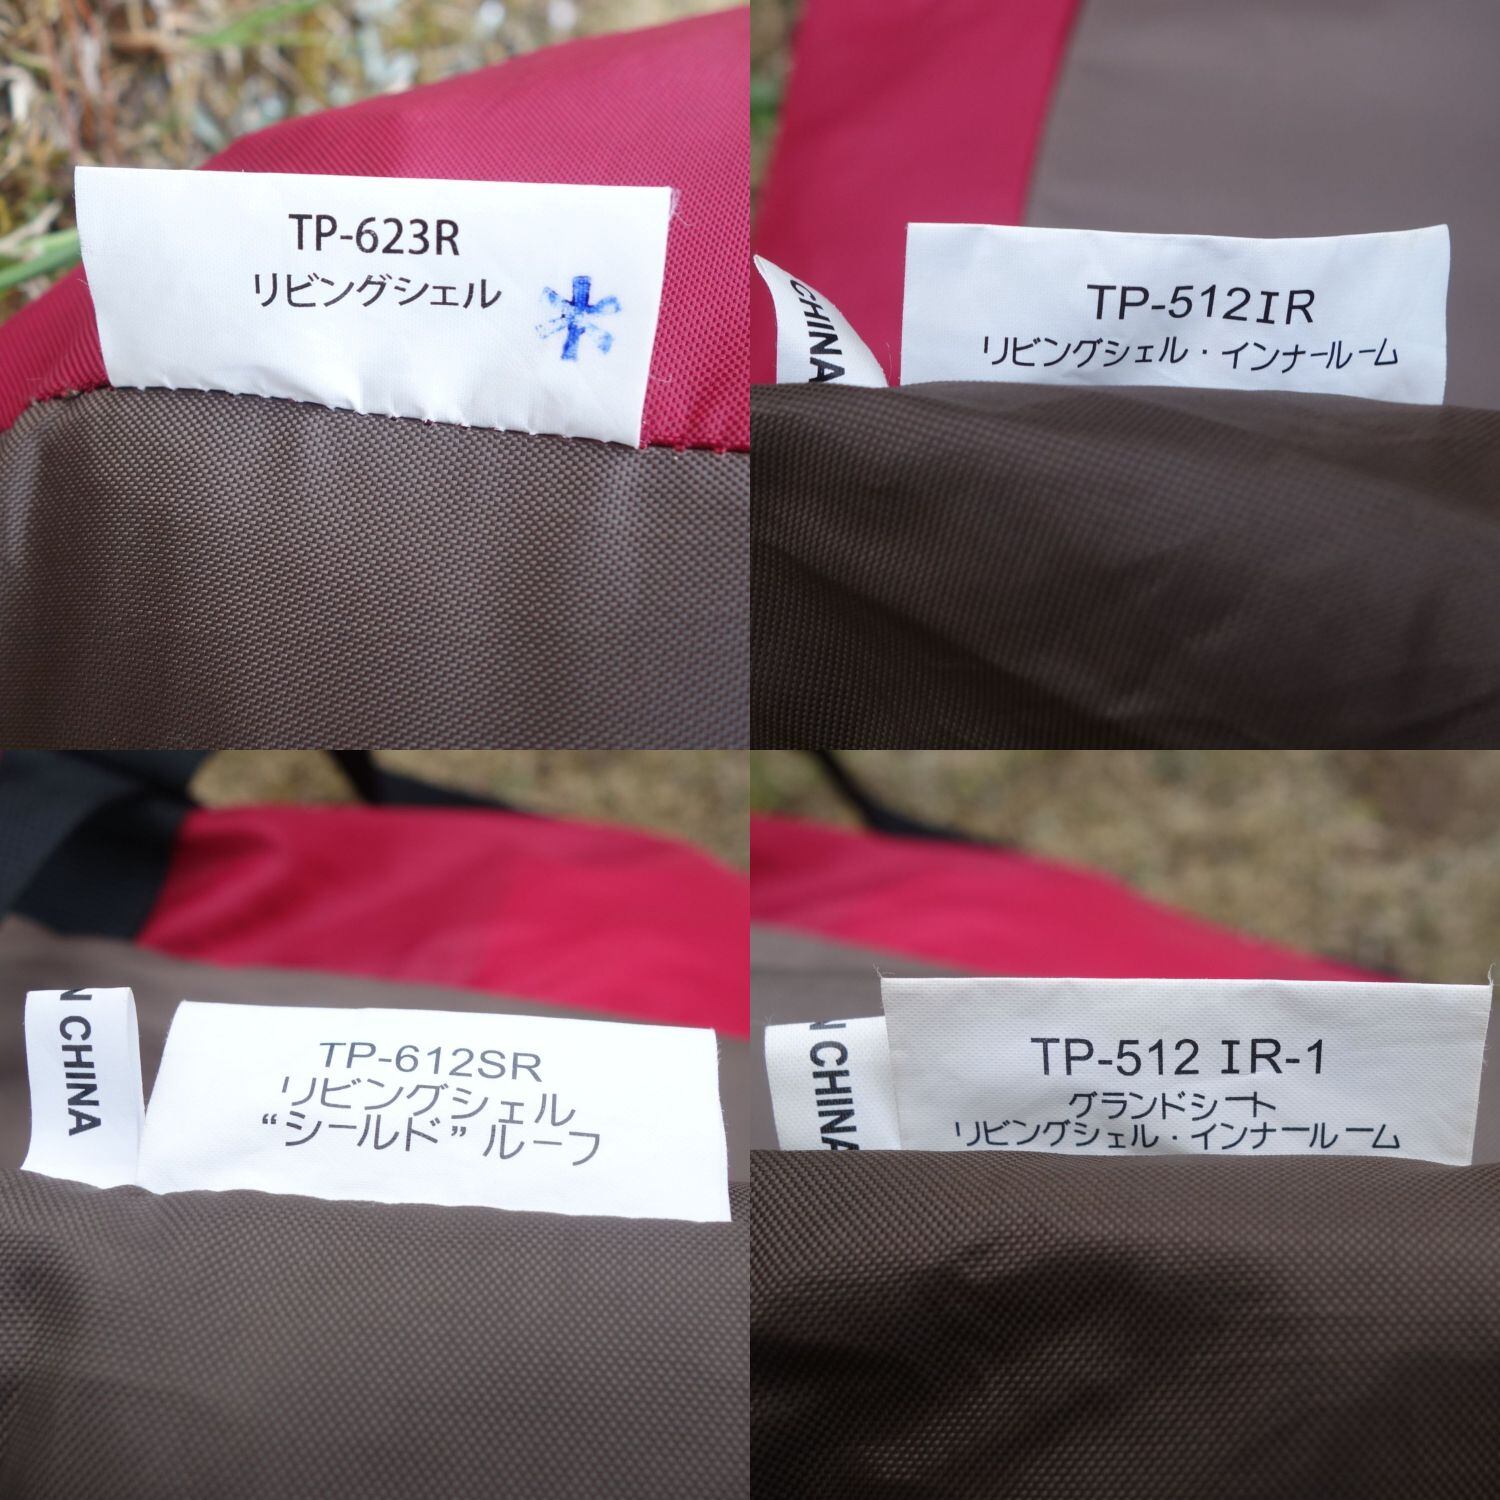 TP-623R
リビングシェル
CHINA
TP-512IR
リビングシェル・インナールーム
N CHINA
TP-612SR
リビングシェル
“シールド”ルーフ
N CHINA
TP-512 IR-1
グランドシート
リビングシェル・インナールーム